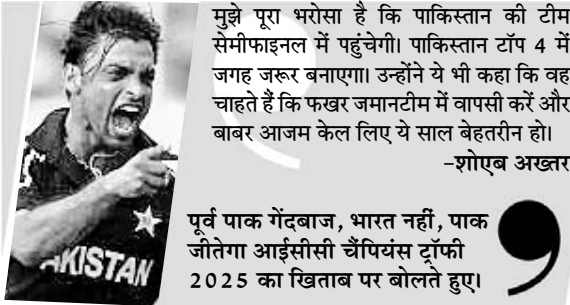 मुझे पूरा भरोसा है कि पाकिस्तान की टीम
सेमीफाइनल में पहुंचेगी। पाकिस्तान टॉप 4 में
जगह जरूर बनाएगा। उन्होंने ये भी कहा कि वह
चाहते हैं कि फखर जमानटीम में वापसी करें और
बाबर आजम केल लिए ये साल बेहतरीन हो।
-शोएब अख्तर
पूर्व पाक गेंदबाज, भारत नहीं, पाक
जीतेगा आईसीसी चैंपियंस ट्रॉफी
2025 का खिताब पर बोलते हुए।
AKISTAN